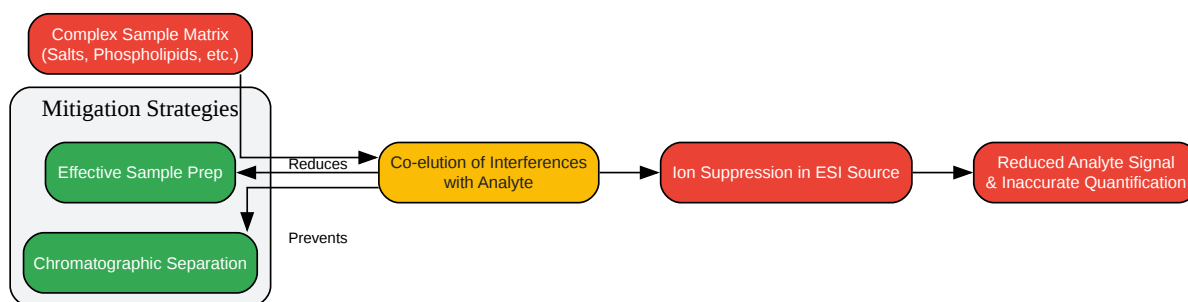 Complex Sample Matrix
(Salts, Phospholipids, etc.)
Mitigation Strategies
Effective Sample Prep
Reduces
Co-elution of Interferences
with Analyte
Ion Suppression in ESI Source
Reduced Analyte Signal
& Inaccurate Quantification
Prevents
Chromatographic Separation